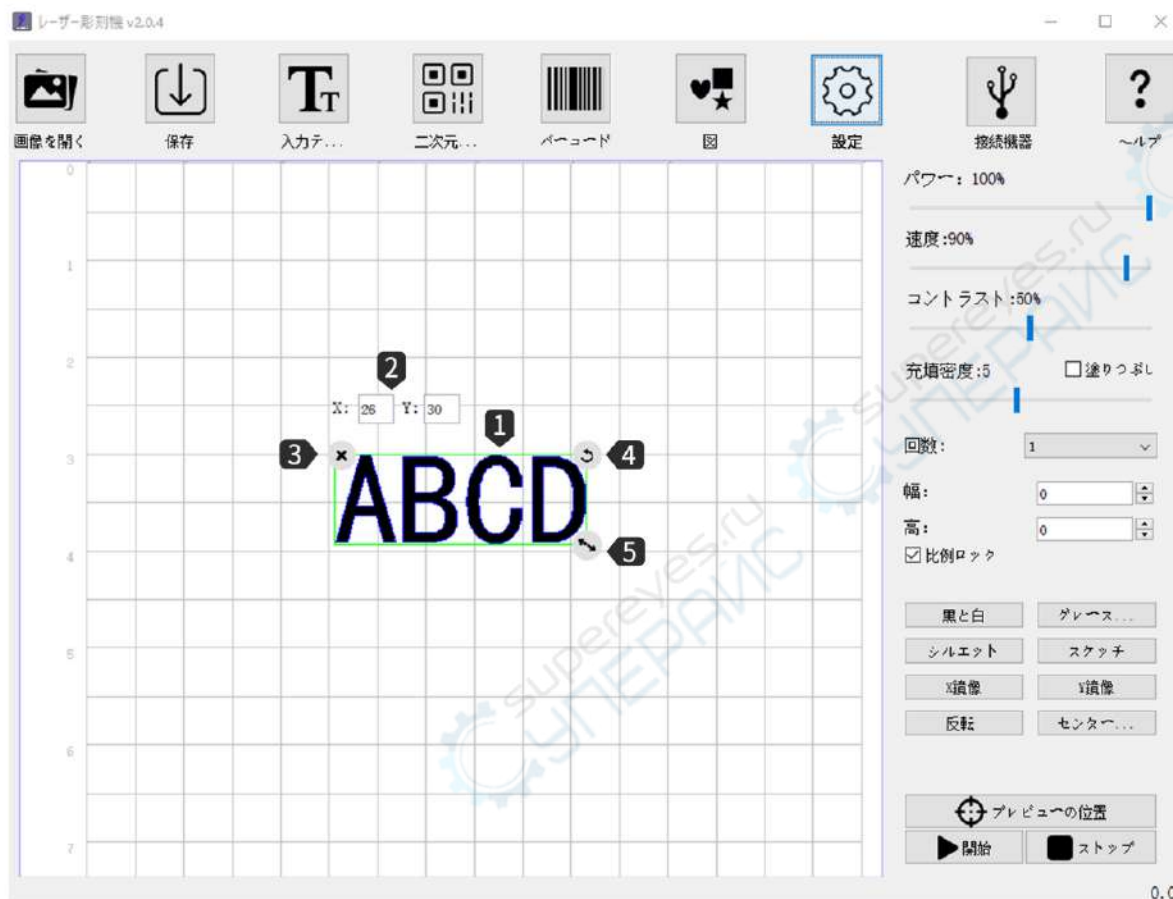 レーザー彫刻機 v2.0.4
画像を開く
保存
入力テ...
二次元...
バーコード
図
設定
接続機器
ヘルプ
パワー: 100%
速度:90%
コントラスト:50%
充填密度:5
塗りつぶし
回数:
1
幅:
0
高:
0
比例ロック
黒と白
グレース...
シルエット
スケッチ
X鏡像
Y鏡像
反転
センター...
プレビューの位置
開始
ストップ
0
1
2
3
4
5
6
7
2
X: 26 Y: 30
1
3
4
ABCD
5
supereyes.ru
СУПЕРАЙС
supereyes.ru
СУПЕРАЙС